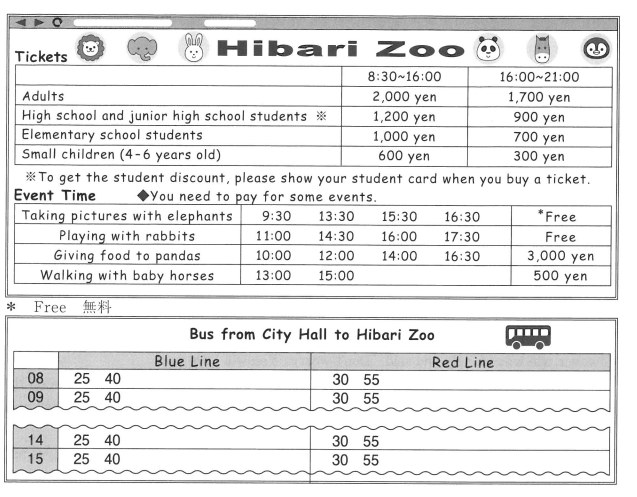 Hibari Zoo
Tickets
8:30~16:00 16:00~21:00
Adults 2,000 yen 1,700 yen
High school and junior high school students ※ 1,200 yen 900 yen
Elementary school students 1,000 yen 700 yen
Small children (4-6 years old) 600 yen 300 yen
※To get the student discount, please show your student card when you buy a ticket.
Event Time ◆You need to pay for some events.
Taking pictures with elephants 9:30 13:30 15:30 16:30 *Free
Playing with rabbits 11:00 14:30 16:00 17:30 Free
Giving food to pandas 10:00 12:00 14:00 16:30 3,000 yen
Walking with baby horses 13:00 15:00 500 yen
* Free 無料
Bus from City Hall to Hibari Zoo
Blue Line Red Line
08 25 40 30 55
09 25 40 30 55
14 25 40 30 55
15 25 40 30 55